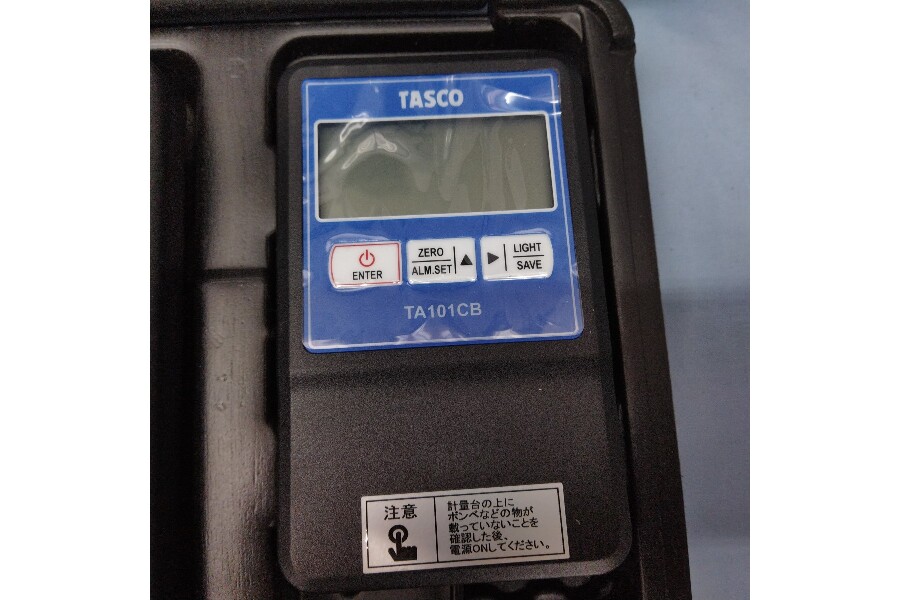 TASCO
ENTER
ZERO
ALM.SET
LIGHT
SAVE
TA101CB
注意
計量台の上に
ボンベなどの物が
載っていないことを
確認した後、
電源ONしてください。